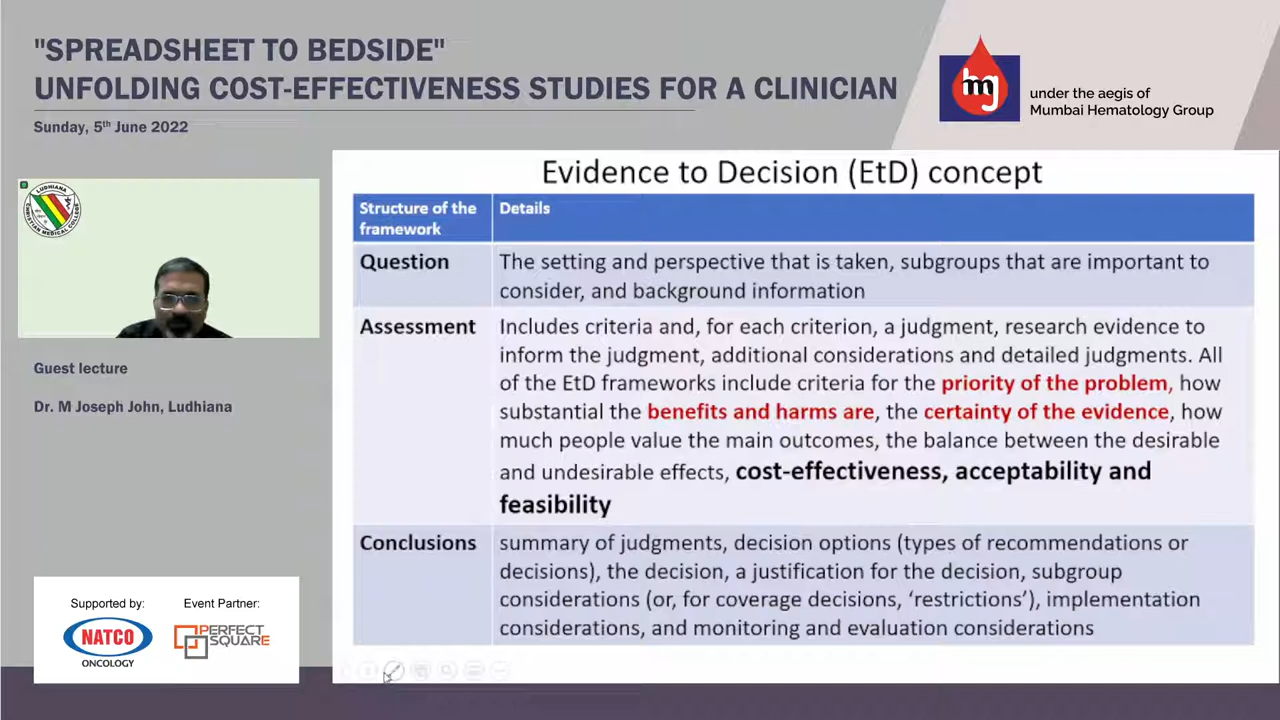 "SPREADSHEET TO BEDSIDE"
UNFOLDING COST-EFFECTIVENESS STUDIES FOR A CLINICIAN
Sunday, 5th June 2022
mg
under the aegis of
Mumbai Hematology Group
LUDHIANA
CHRISTIAN MEDICAL COLLEGE
Guest lecture
Dr. M Joseph John, Ludhiana
Supported by:
Event Partner:
NATCO
ONCOLOGY
PERFECT
SQUARE
Evidence to Decision (EtD) concept
Structure of the
framework
Details
Question
The setting and perspective that is taken, subgroups that are important to
consider, and background information
Assessment
Includes criteria and, for each criterion, a judgment, research evidence to
inform the judgment, additional considerations and detailed judgments. All
of the EtD frameworks include criteria for the priority of the problem, how
substantial the benefits and harms are, the certainty of the evidence, how
much people value the main outcomes, the balance between the desirable
and undesirable effects, cost-effectiveness, acceptability and
feasibility
Conclusions
summary of judgments, decision options (types of recommendations or
decisions), the decision, a justification for the decision, subgroup
considerations (or, for coverage decisions, ‘restrictions’), implementation
considerations, and monitoring and evaluation considerations